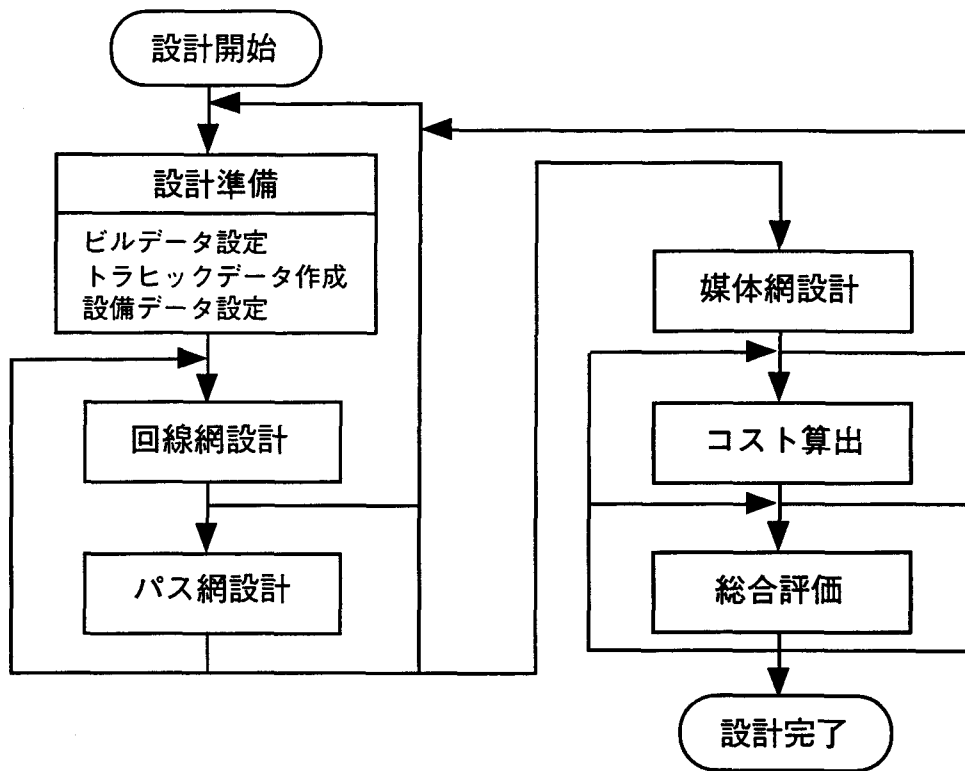 設計開始
設計準備
ビルデータ設定
トラヒックデータ作成
設備データ設定
回線網設計
パス網設計
媒体網設計
コスト算出
総合評価
設計完了